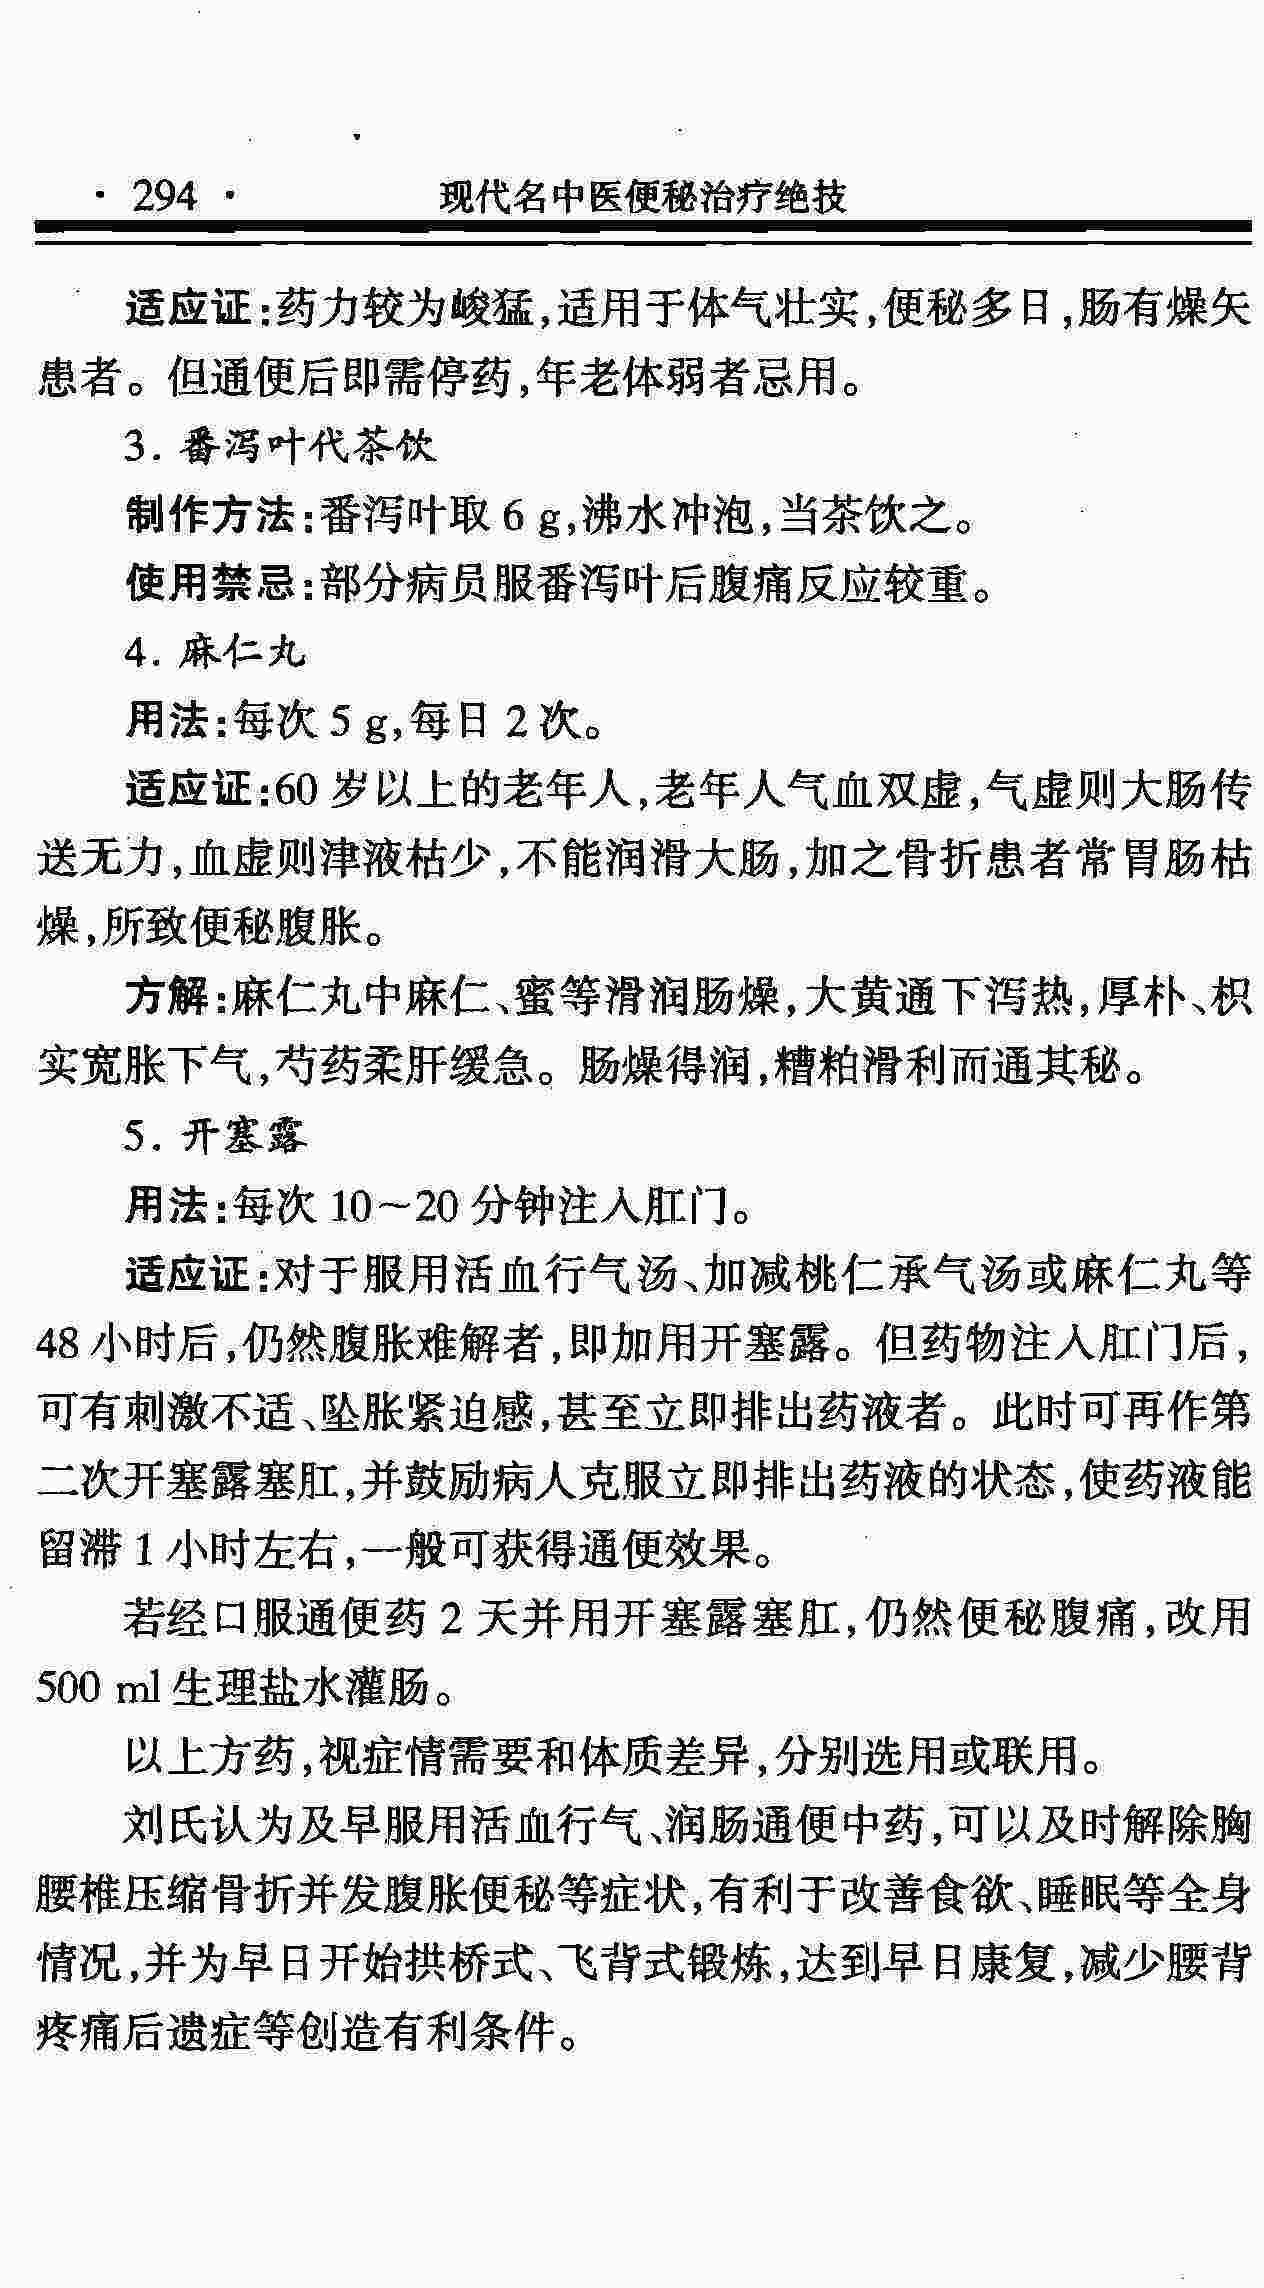 · 294 · 现代名中医便秘治疗绝技
适应证:药力较为峻猛,适用于体气壮实,便秘多日,肠有燥矢
患者。但通便后即需停药,年老体弱者忌用。
3. 番泻叶代茶饮
制作方法:番泻叶取 6 g,沸水冲泡,当茶饮之。
使用禁忌:部分病员服番泻叶后腹痛反应较重。
4. 麻仁丸
用法:每次 5 g,每日 2 次。
适应证:60 岁以上的老年人,老年人气血双虚,气虚则大肠传
送无力,血虚则津液枯少,不能润滑大肠,加之骨折患者常胃肠枯
燥,所致便秘腹胀。
方解:麻仁丸中麻仁、蜜等滑润肠燥,大黄通下泻热,厚朴、枳
实宽胀下气,芍药柔肝缓急。肠燥得润,糟粕滑利而通其秘。
5. 开塞露
用法:每次 10～20 分钟注入肛门。
适应证:对于服用活血行气汤、加减桃仁承气汤或麻仁丸等
48 小时后,仍然腹胀难解者,即加用开塞露。但药物注入肛门后,
可有刺激不适、坠胀紧迫感,甚至立即排出药液者。此时可再作第
二次开塞露塞肛,并鼓励病人克服立即排出药液的状态,使药液能
留滞 1 小时左右,一般可获得通便效果。
若经口服通便药 2 天并用开塞露塞肛,仍然便秘腹痛,改用
500 ml 生理盐水灌肠。
以上方药,视症情需要和体质差异,分别选用或联用。
刘氏认为及早服用活血行气、润肠通便中药,可以及时解除胸
腰椎压缩骨折并发腹胀便秘等症状,有利于改善食欲、睡眠等全身
情况,并为早日开始拱桥式、飞背式锻炼,达到早日康复,减少腰背
疼痛后遗症等创造有利条件。